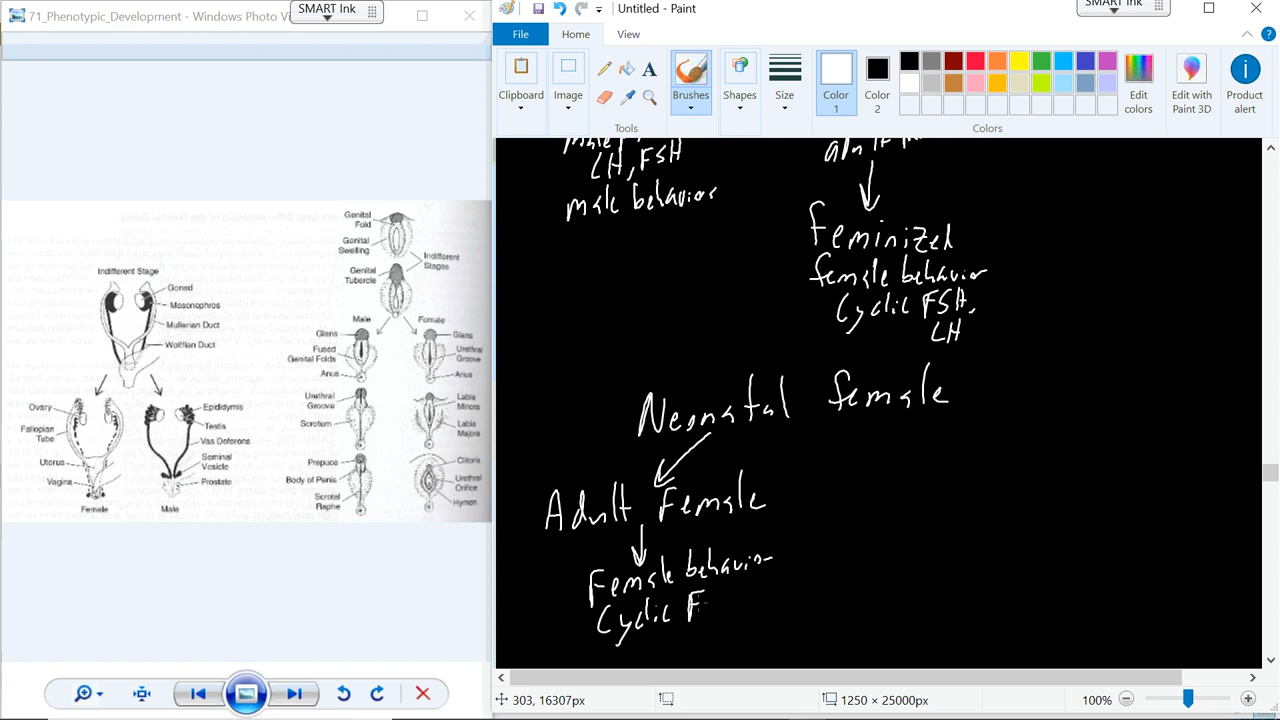 71_Phenotypic_Development - Windows Photo V
SMART Ink
Untitled - Paint
SMART Ink
File
Home
View
Clipboard
Image
Tools
Brushes
Shapes
Size
Color 1
Color 2
Colors
Edit colors
Edit with Paint 3D
Product alert
LH, FSH
male behavior
Feminized
female behavior
Cyclic FSH,
LH
Neonatal female
Adult Female
Female behavior
Cyclic F
Genital Fold
Genital Swelling
Indifferent Stages
Genital Tubercle
Male
Female
Glans
Glans
Fused Genital Folds
Urethral Groove
Anus
Anus
Urethral Groove
Labia Minora
Scrotum
Labia Majora
Prepuce
Clitoris
Body of Penis
Urethral Orifice
Scrotal Raphe
Hymen
Indifferent Stage
Gonad
Mesonephros
Mullerian Duct
Wolffian Duct
Ovary
Epididymis
Fallopian Tube
Testis
Vas Deferens
Uterus
Seminal Vesicle
Vagina
Prostate
Female
Male
303, 16307px
1250 × 25000px
100%